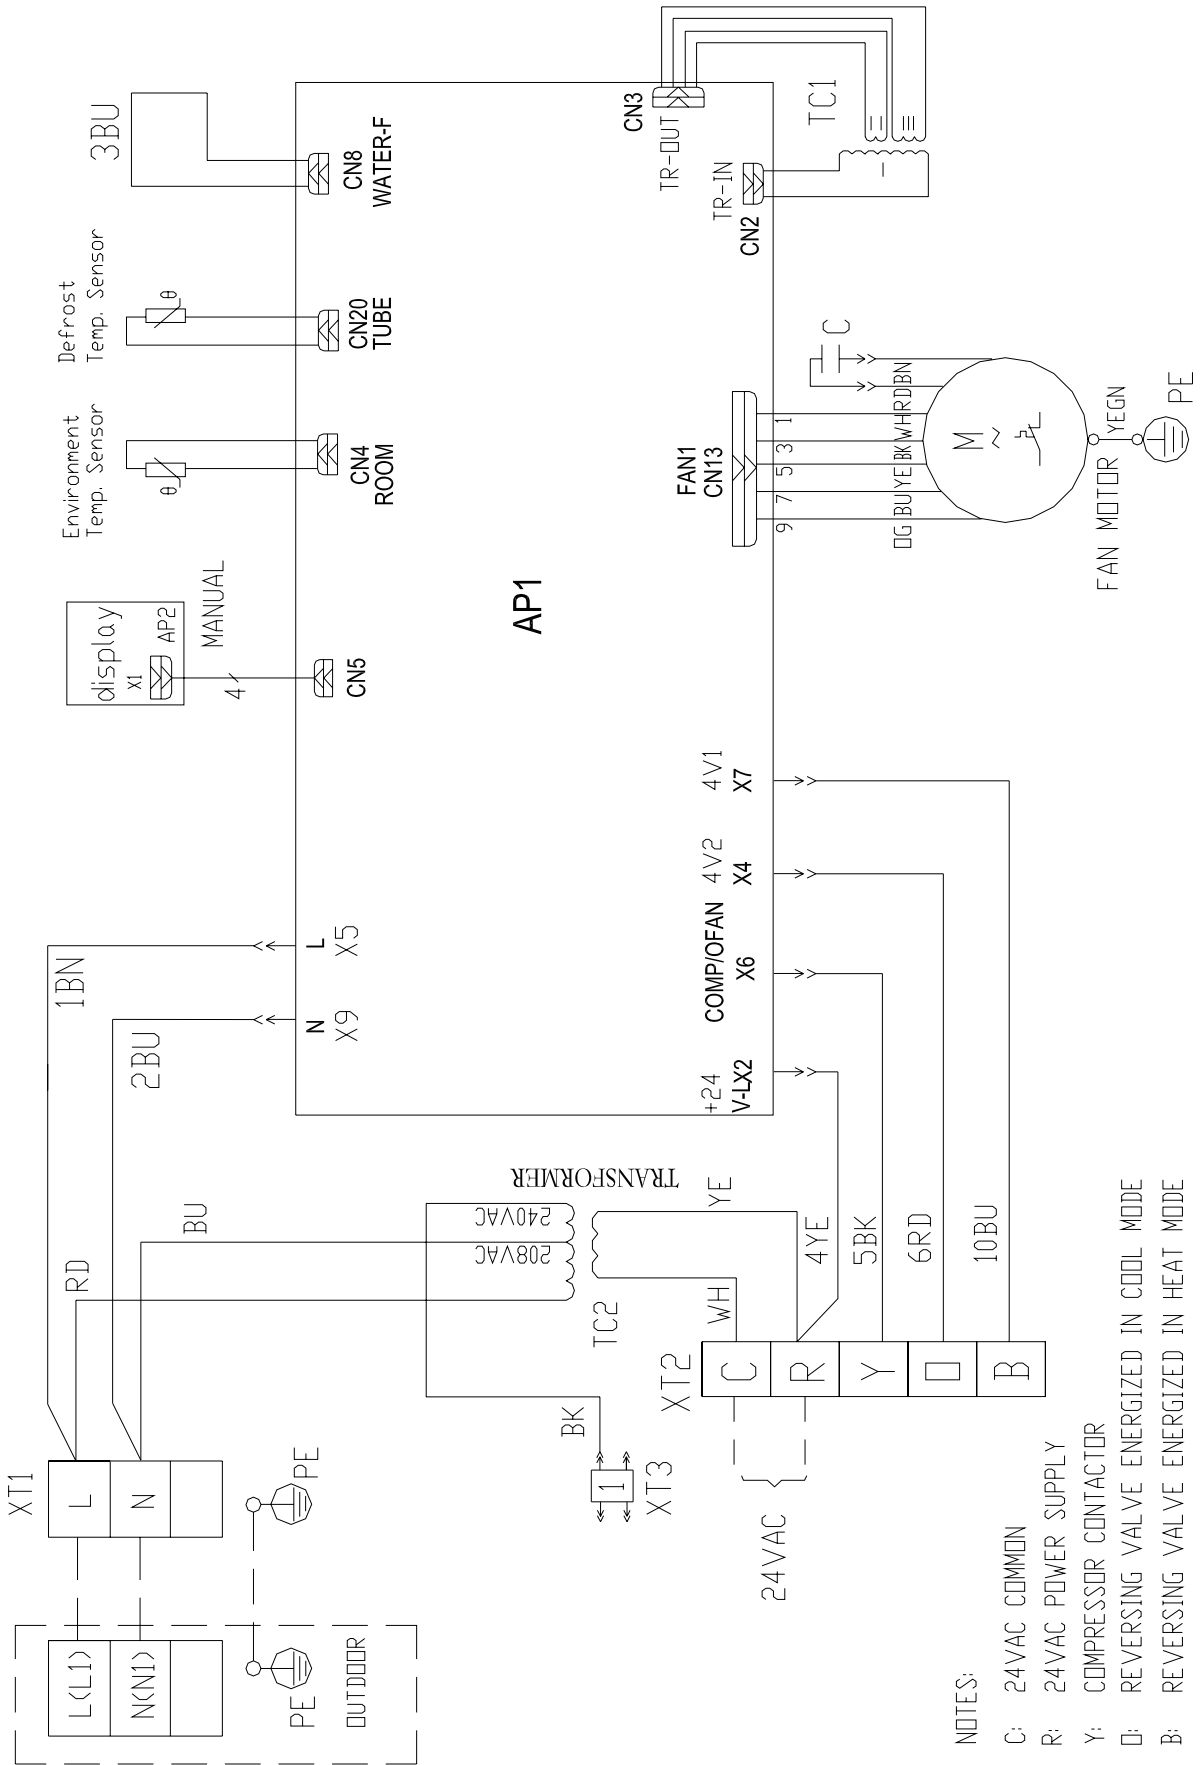 XT1
L
N
L(L1)
N(N1)
PE
PE
OUTDOOR
1BN
2BU
RD
BU
L
X5
N
X9
display
X1
AP2
MANUAL
4
CN5
Environment
Temp. Sensor
θ
CN4
ROOM
Defrost
Temp. Sensor
θ
CN20
TUBE
3BU
CN8
WATER-F
AP1
CN3
TR-OUT
TR-IN
CN2
TC1
I
II
III
FAN1
CN13
9 7 5 3 1
OG BU YE BK WH RD BN
C
M
~
FAN MOTOR
YEGN
PE
4V1
X7
4V2
X4
COMP/OFAN
X6
+24
V-LX2
TRANSFORMER
240VAC
208VAC
TC2
YE
WH
BK
1
XT3
XT2
C
R
Y
O
B
4YE
5BK
6RD
10BU
24VAC
NOTES:
C: 24VAC COMMON
R: 24VAC POWER SUPPLY
Y: COMPRESSOR CONTACTOR
O: REVERSING VALVE ENERGIZED IN COOL MODE
B: REVERSING VALVE ENERGIZED IN HEAT MODE